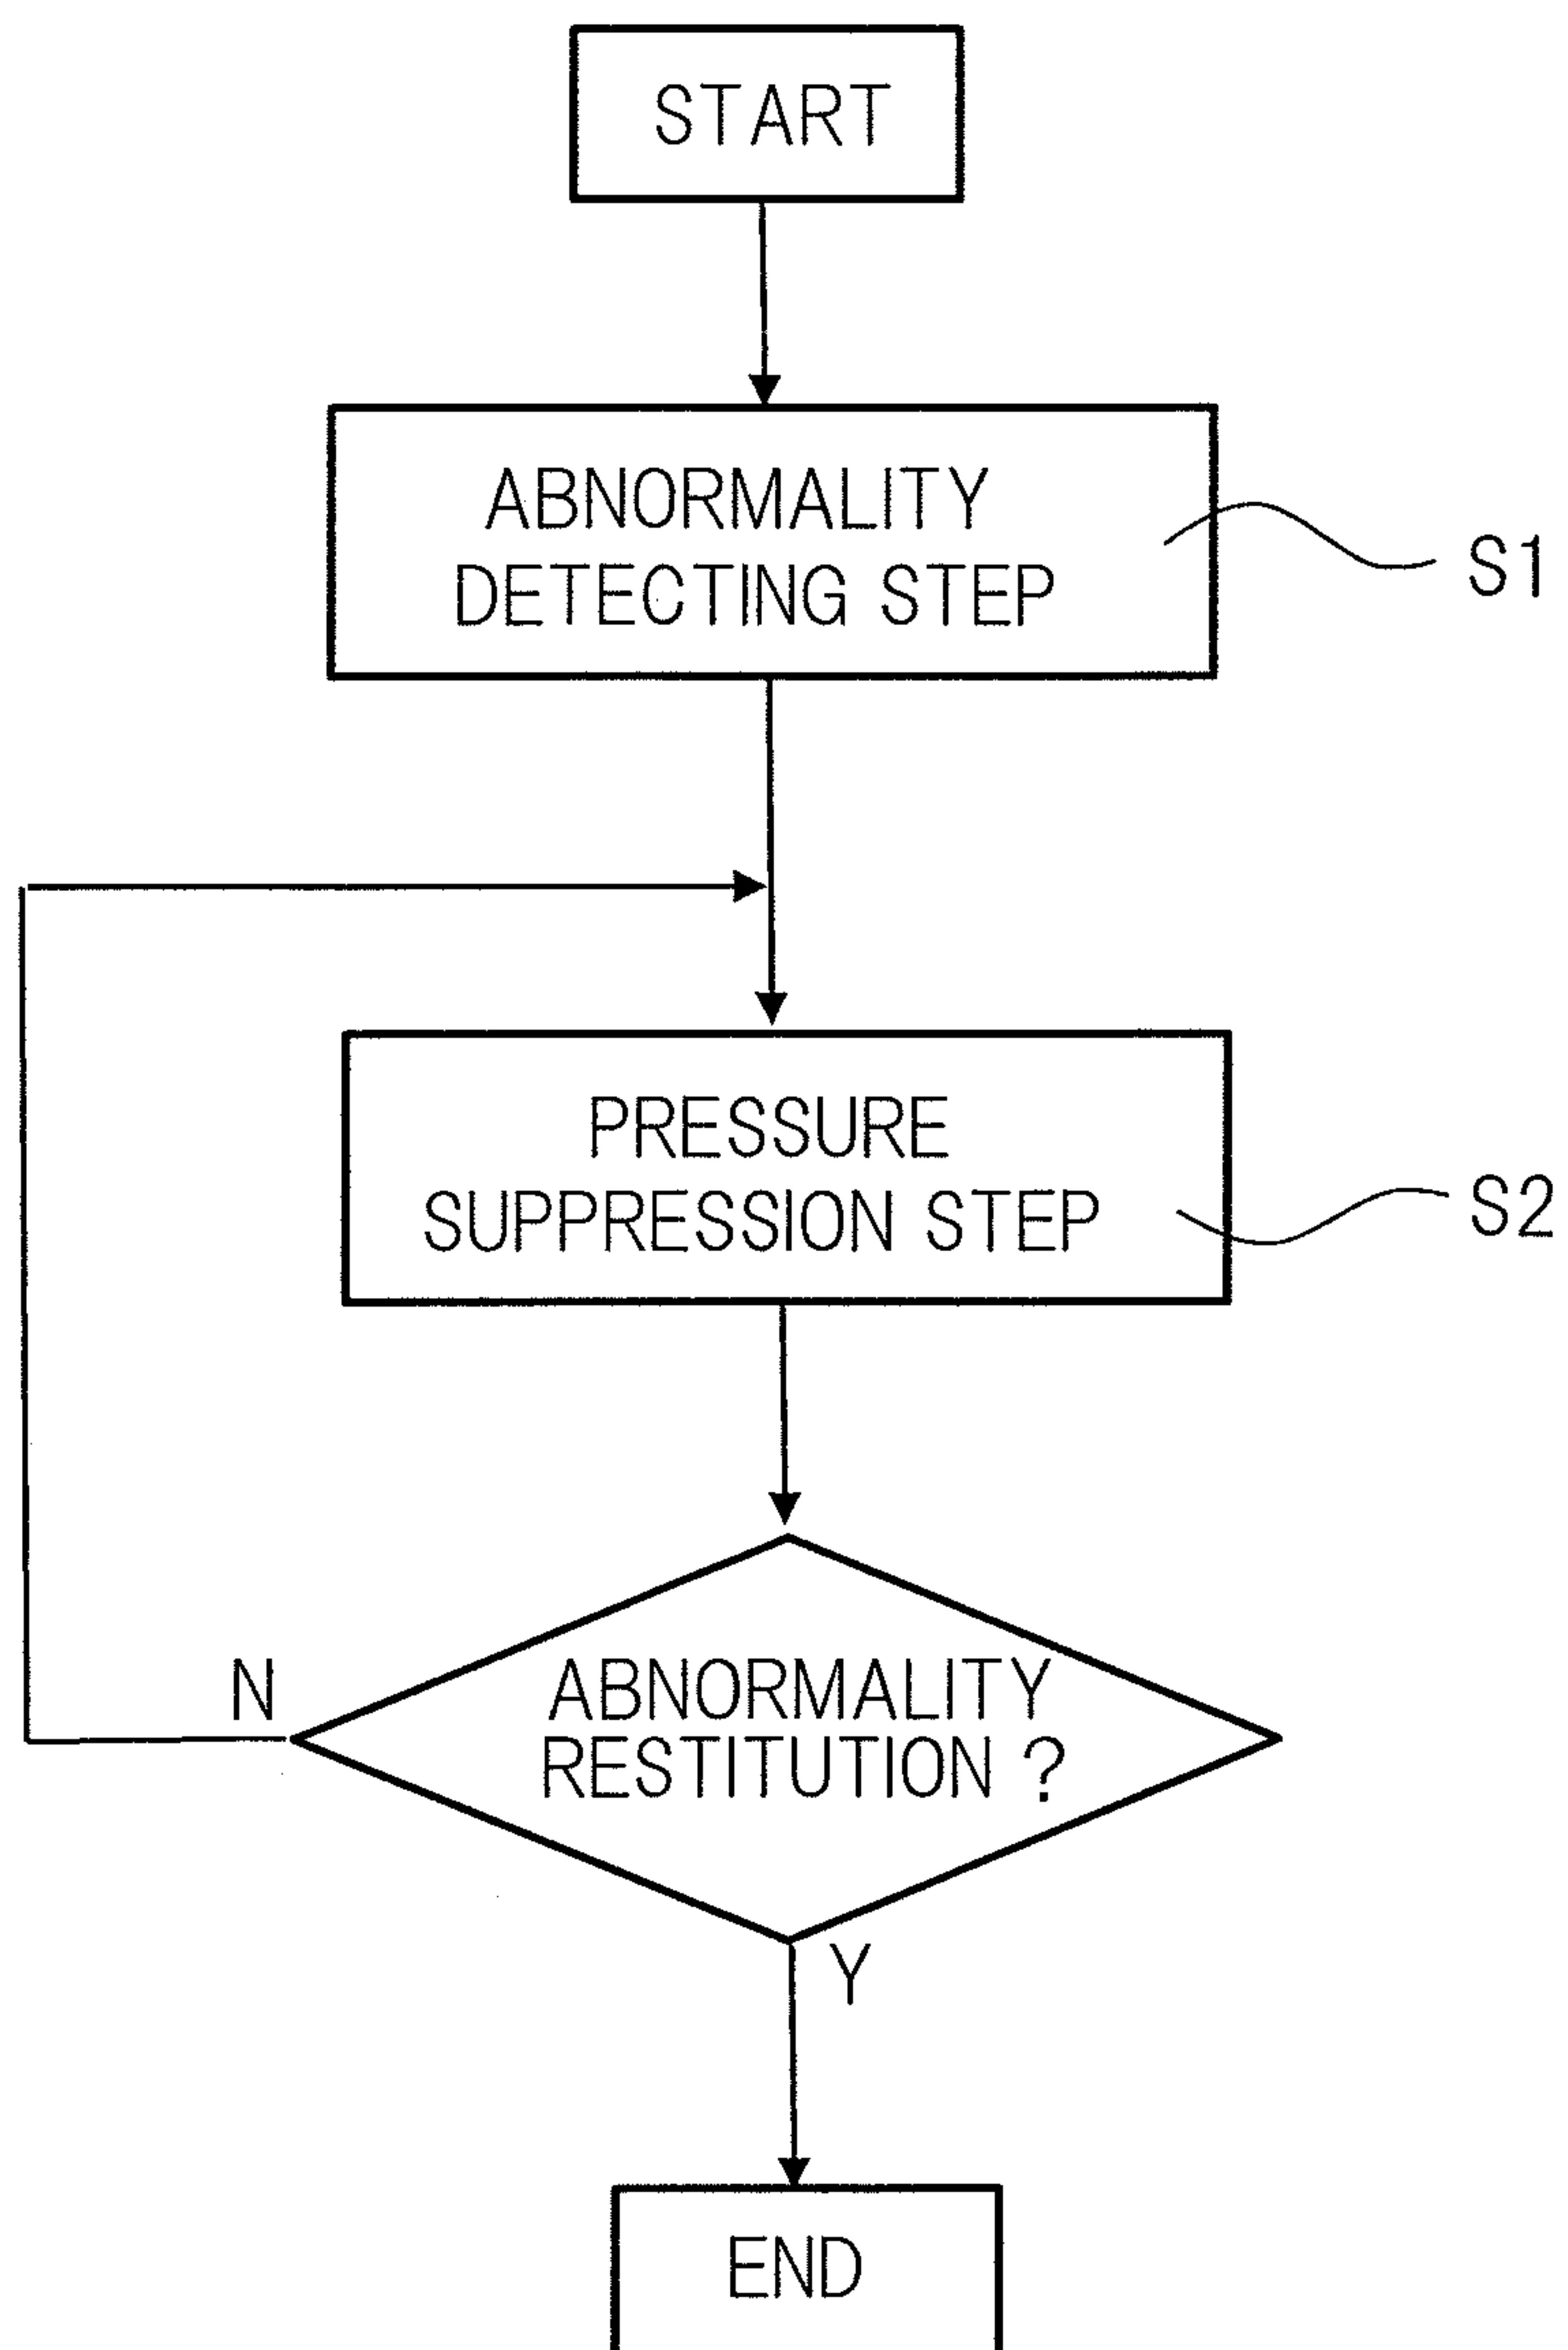 START
ABNORMALITY
DETECTING STEP
S1
PRESSURE
SUPPRESSION STEP
S2
N
ABNORMALITY
RESTITUTION ?
Y
END